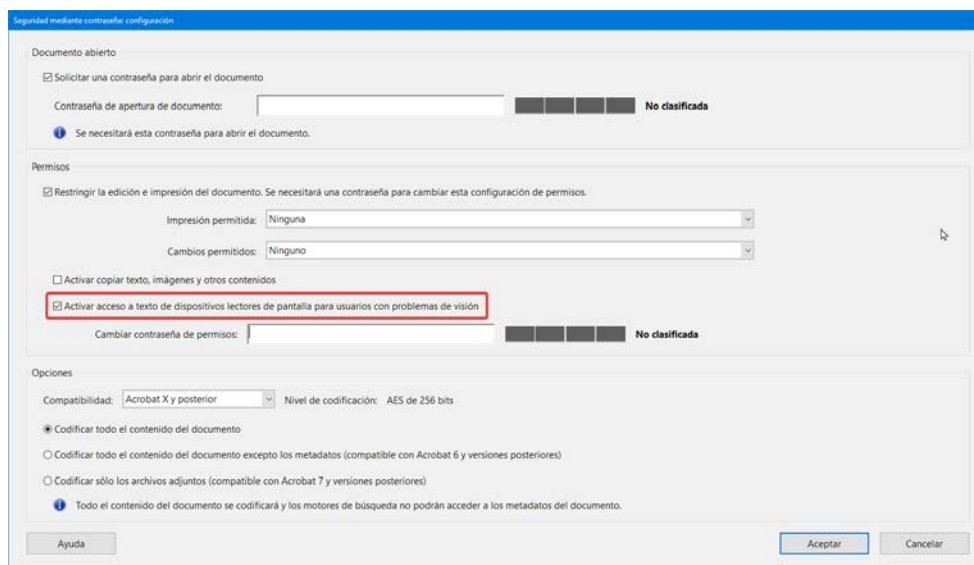 Seguridad mediante contraseña: configuración
Documento abierto
Solicitar una contraseña para abrir el documento
Contraseña de apertura de documento: No clasificada
Se necesitará esta contraseña para abrir el documento.
Permisos
Restringir la edición e impresión del documento. Se necesitará una contraseña para cambiar esta configuración de permisos.
Impresión permitida: Ninguna
Cambios permitidos: Ninguno
Activar copiar texto, imágenes y otros contenidos
Activar acceso a texto de dispositivos lectores de pantalla para usuarios con problemas de visión
Cambiar contraseña de permisos: No clasificada
Opciones
Compatibilidad: Acrobat X y posterior Nivel de codificación: AES de 256 bits
Codificar todo el contenido del documento
Codificar todo el contenido del documento excepto los metadatos (compatible con Acrobat 6 y versiones posteriores)
Codificar sólo los archivos adjuntos (compatible con Acrobat 7 y versiones posteriores)
Todo el contenido del documento se codificará y los motores de búsqueda no podrán acceder a los metadatos del documento.
Ayuda Aceptar Cancelar